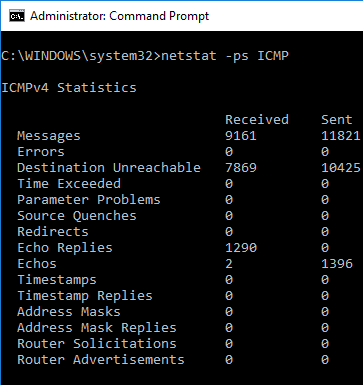 Administrator: Command Prompt
C:\WINDOWS\system32>netstat -ps ICMP
ICMPv4 Statistics
Received Sent
Messages 9161 11821
Errors 0 0
Destination Unreachable 7869 10425
Time Exceeded 0 0
Parameter Problems 0 0
Source Quenches 0 0
Redirects 0 0
Echo Replies 1290 0
Echos 2 1396
Timestamps 0 0
Timestamp Replies 0 0
Address Masks 0 0
Address Mask Replies 0 0
Router Solicitations 0 0
Router Advertisements 0 0